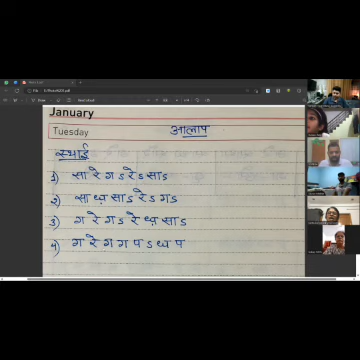 January
Tuesday
आलाप
स्थाई
1) सा रे ग ऽ रे ऽ सा ऽ
2) सा ध़ सा ऽ रे ऽ ग ऽ
3) ग रे ग ऽ रे ध़ सा ऽ
4) ग रे ग ग प ऽ ध प